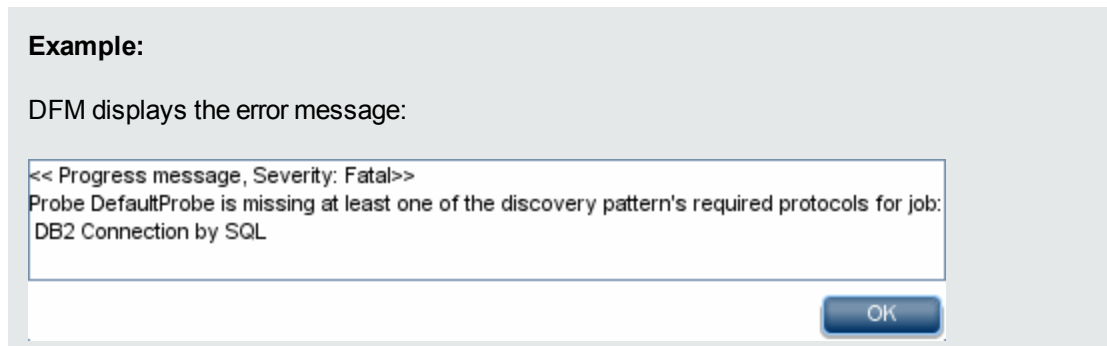 Example:
DFM displays the error message:
<< Progress message, Severity: Fatal>>
Probe DefaultProbe is missing at least one of the discovery pattern's required protocols for job:
DB2 Connection by SQL
OK